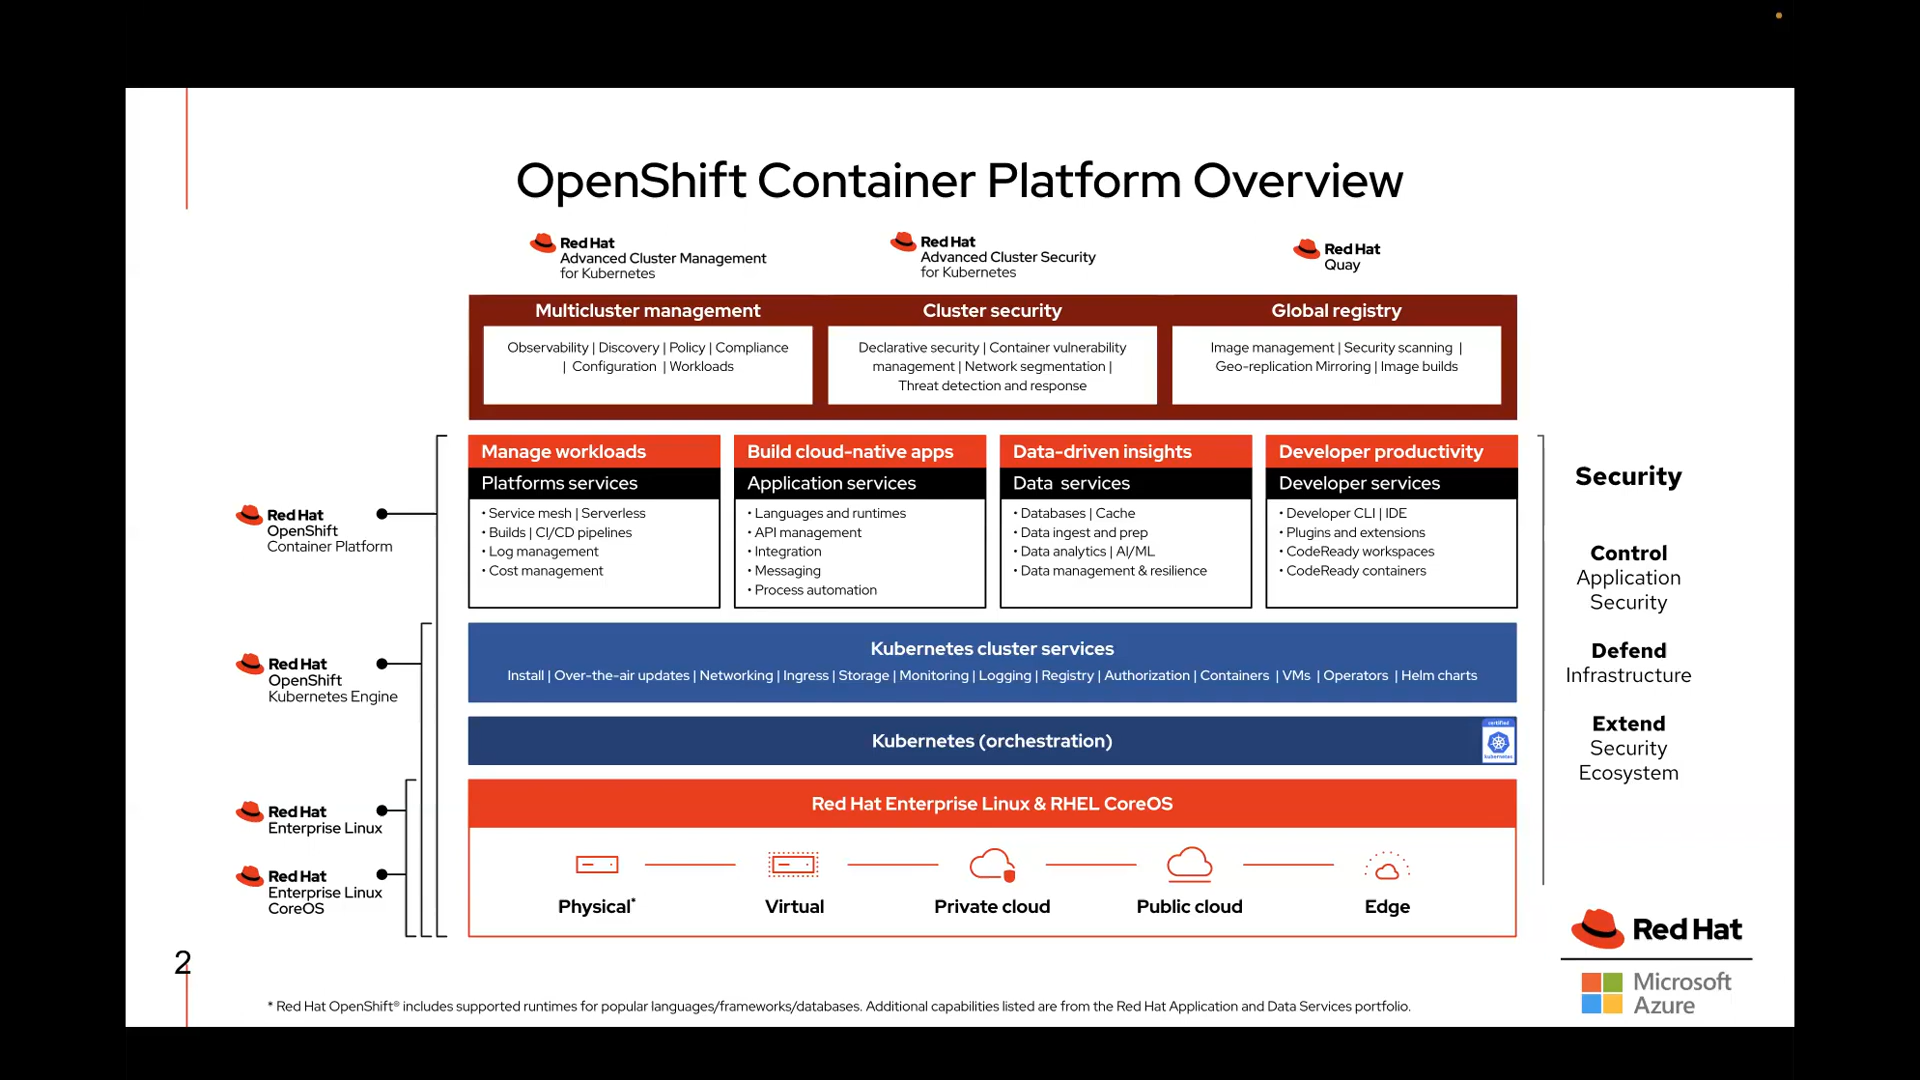 OpenShift Container Platform Overview
Red Hat
Advanced Cluster Management
for Kubernetes
Red Hat
Advanced Cluster Security
for Kubernetes
Red Hat
Quay
Multicluster management
Observability | Discovery | Policy | Compliance
| Configuration | Workloads
Cluster security
Declarative security | Container vulnerability
management | Network segmentation |
Threat detection and response
Global registry
Image management | Security scanning |
Geo-replication Mirroring | Image builds
Red Hat
OpenShift
Container Platform
Manage workloads
Platforms services
• Service mesh | Serverless
• Builds | CI/CD pipelines
• Log management
• Cost management
Build cloud-native apps
Application services
• Languages and runtimes
• API management
• Integration
• Messaging
• Process automation
Data-driven insights
Data services
• Databases | Cache
• Data ingest and prep
• Data analytics | AI/ML
• Data management & resilience
Developer productivity
Developer services
• Developer CLI | IDE
• Plugins and extensions
• CodeReady workspaces
• CodeReady containers
Security
Control
Application
Security
Defend
Infrastructure
Extend
Security
Ecosystem
Red Hat
OpenShift
Kubernetes Engine
Kubernetes cluster services
Install | Over-the-air updates | Networking | Ingress | Storage | Monitoring | Logging | Registry | Authorization | Containers | VMs | Operators | Helm charts
Kubernetes (orchestration)
certified
kubernetes
Red Hat
Enterprise Linux
Red Hat
Enterprise Linux
CoreOS
Red Hat Enterprise Linux & RHEL CoreOS
Physical*
Virtual
Private cloud
Public cloud
Edge
Red Hat
Microsoft
Azure
2
* Red Hat OpenShift® includes supported runtimes for popular languages/frameworks/databases. Additional capabilities listed are from the Red Hat Application and Data Services portfolio.